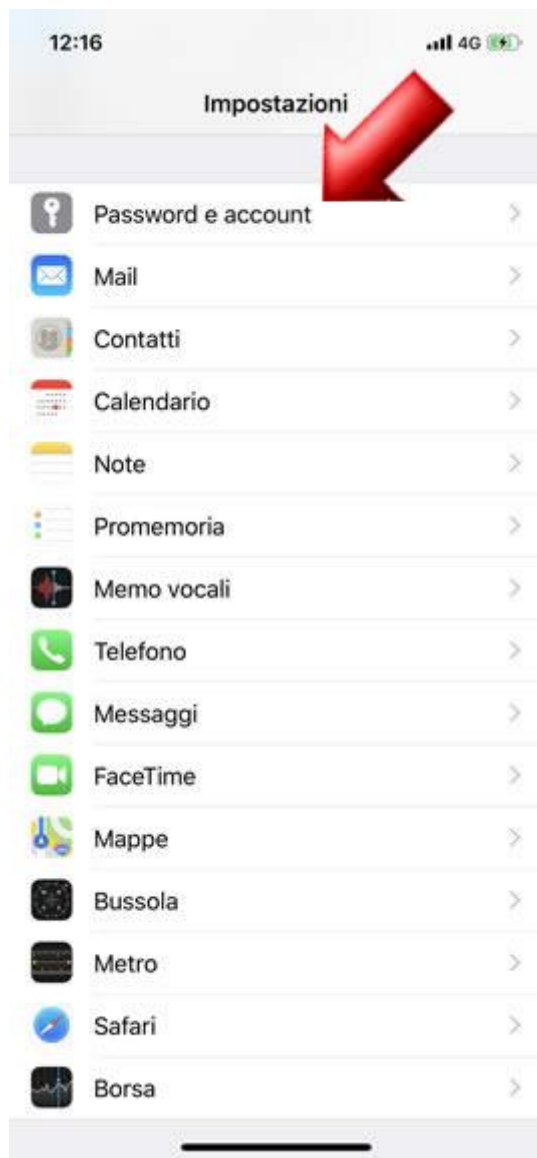 12:16
4G
Impostazioni
Password e account
Mail
Contatti
Calendario
Note
Promemoria
Memo vocali
Telefono
Messaggi
FaceTime
Mappe
Bussola
Metro
Safari
Borsa